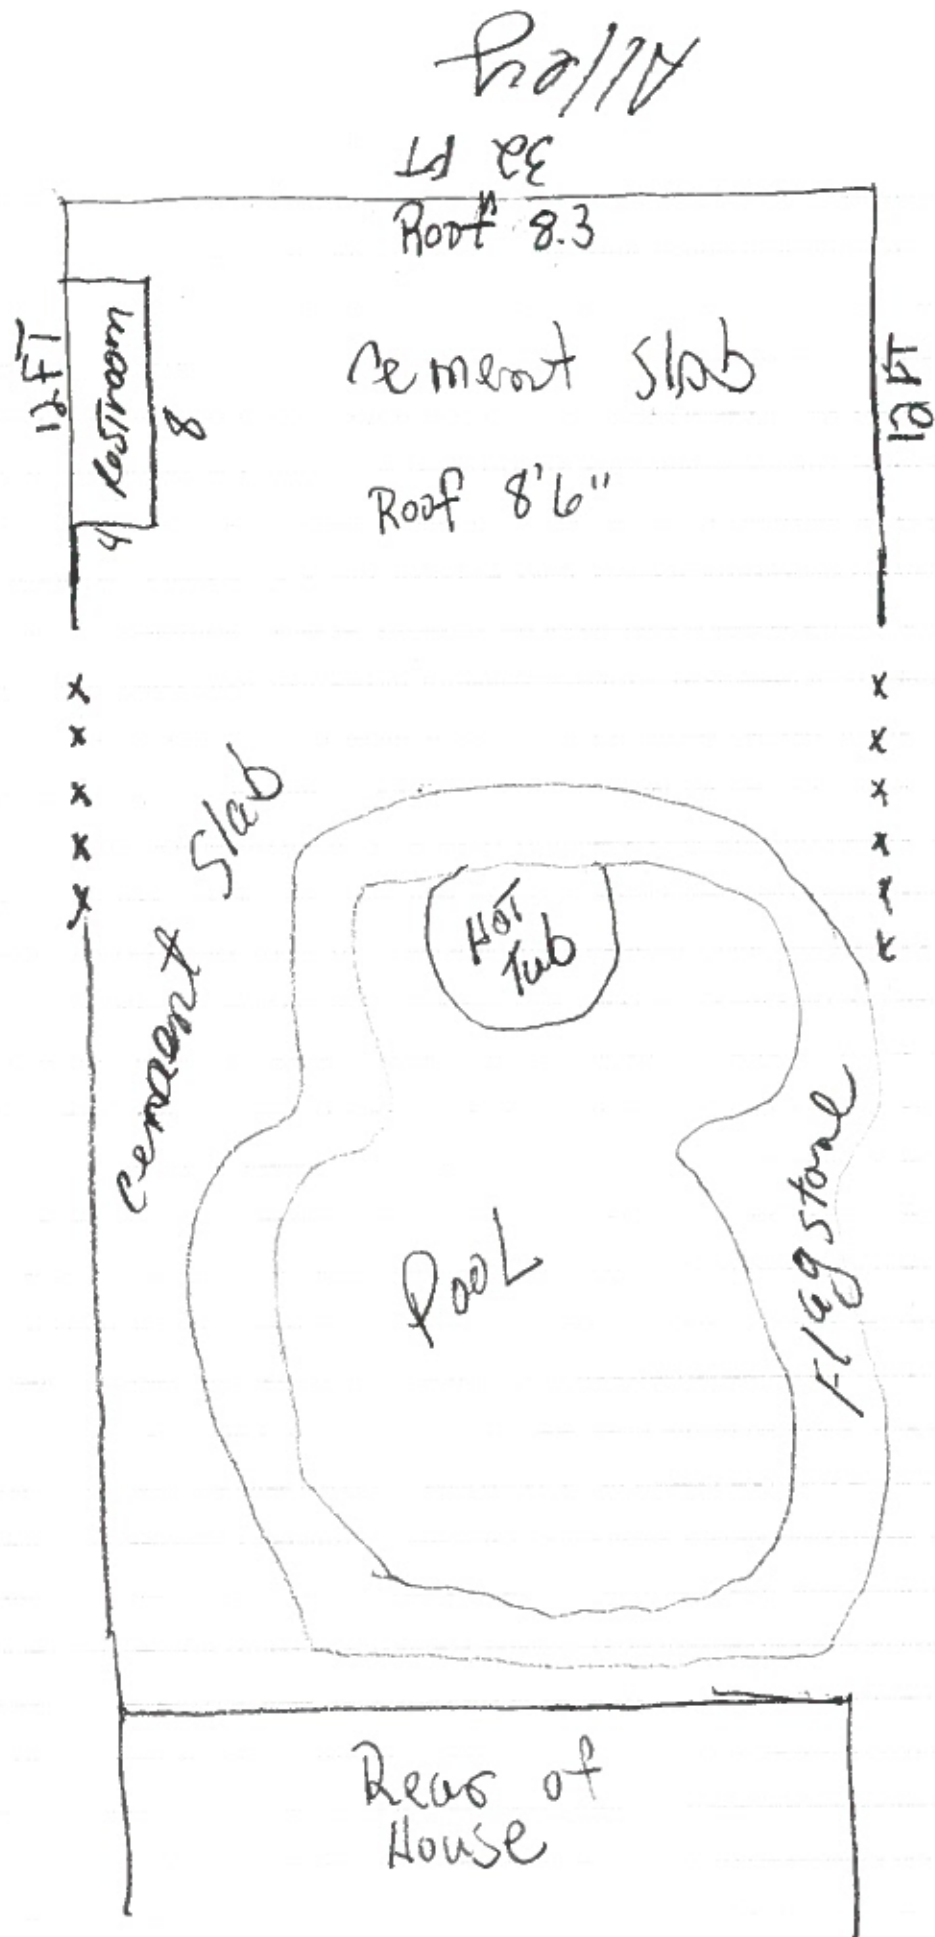 Alley
32 FT
Roof 8.3
12 FT
Restroom
8
4
cement slab
Roof 8'6"
12 FT
x
x
x
x
x
x
x
x
x
x
x
cement slab
HOT
Tub
Pool
Flagstone
Rear of
House